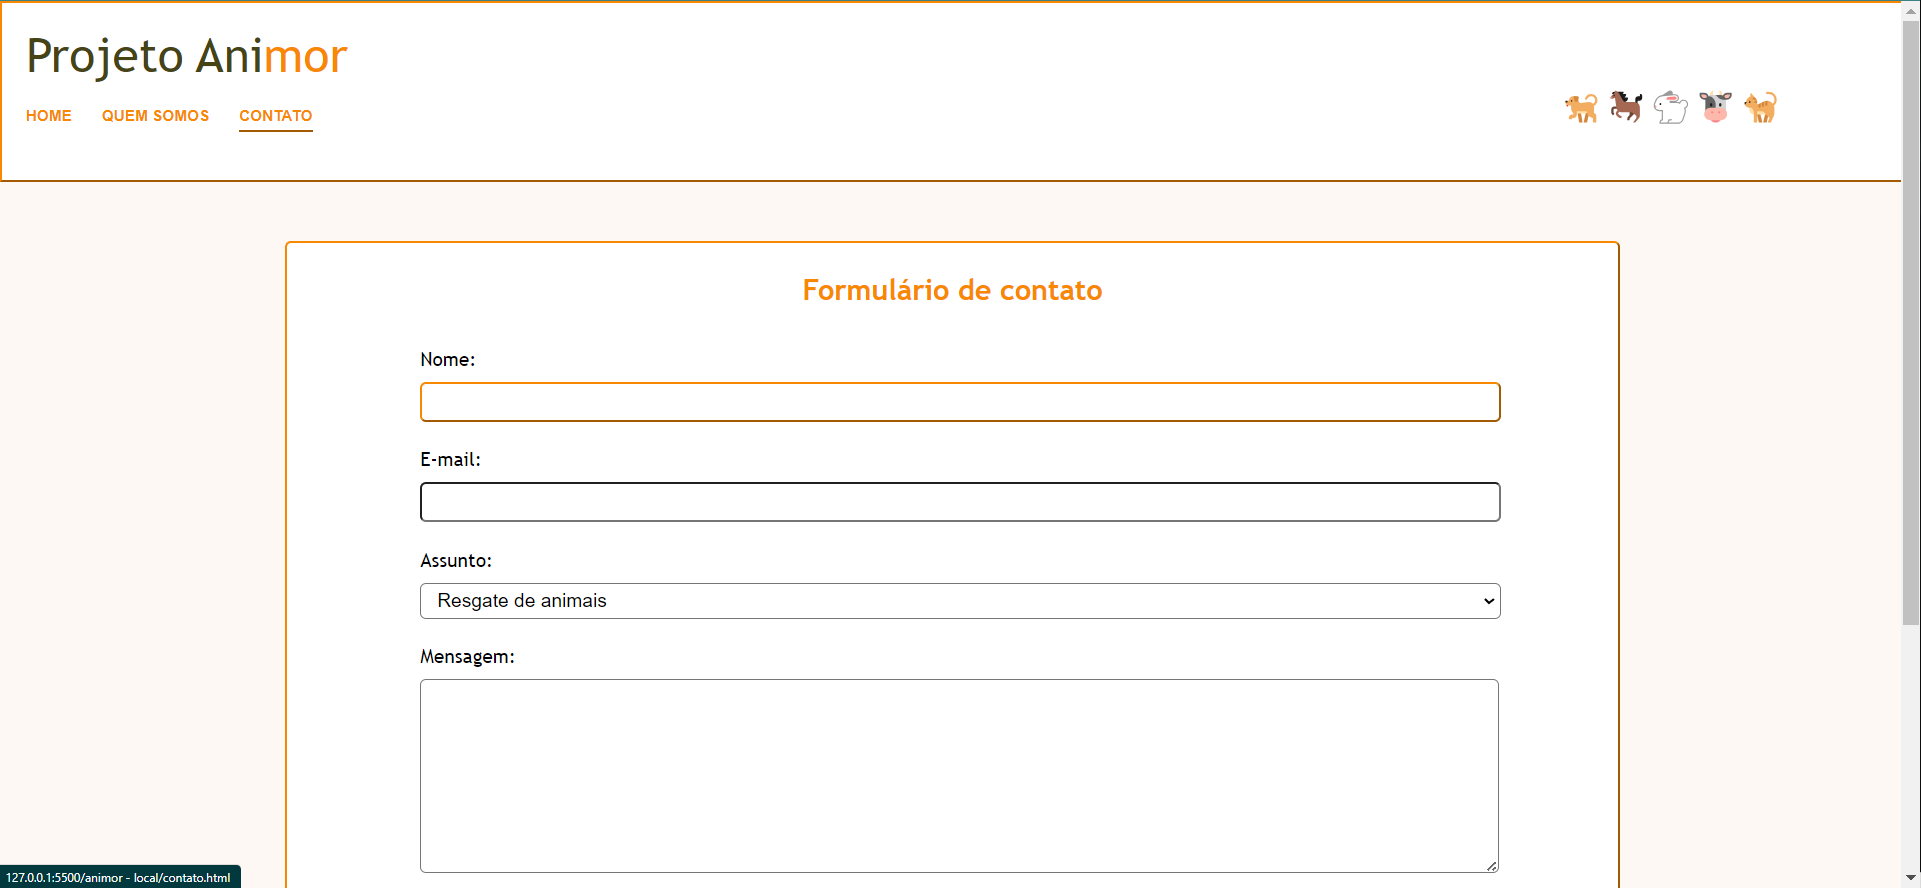 Projeto Animor
HOME QUEM SOMOS CONTATO
Formulário de contato
Nome:
E-mail:
Assunto:
Resgate de animais
Mensagem:
127.0.0.1:5500/animor - local/contato.html